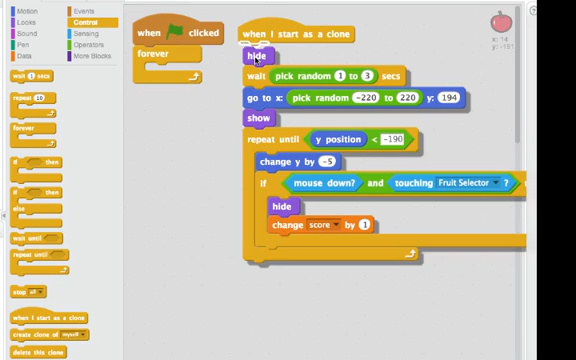 Motion
Events
Looks
Control
Sound
Sensing
Pen
Operators
Data
More Blocks
wait 1 secs
repeat 10
forever
if then
if then
else
wait until
repeat until
stop all
when I start as a clone
create clone of myself
delete this clone
when clicked
forever
when I start as a clone
hide
wait pick random 1 to 3 secs
go to x: pick random -220 to 220 y: 194
show
repeat until y position < -190
change y by -5
if mouse down? and touching Fruit Selector ?
hide
change score by 1
x: 14
y: -151